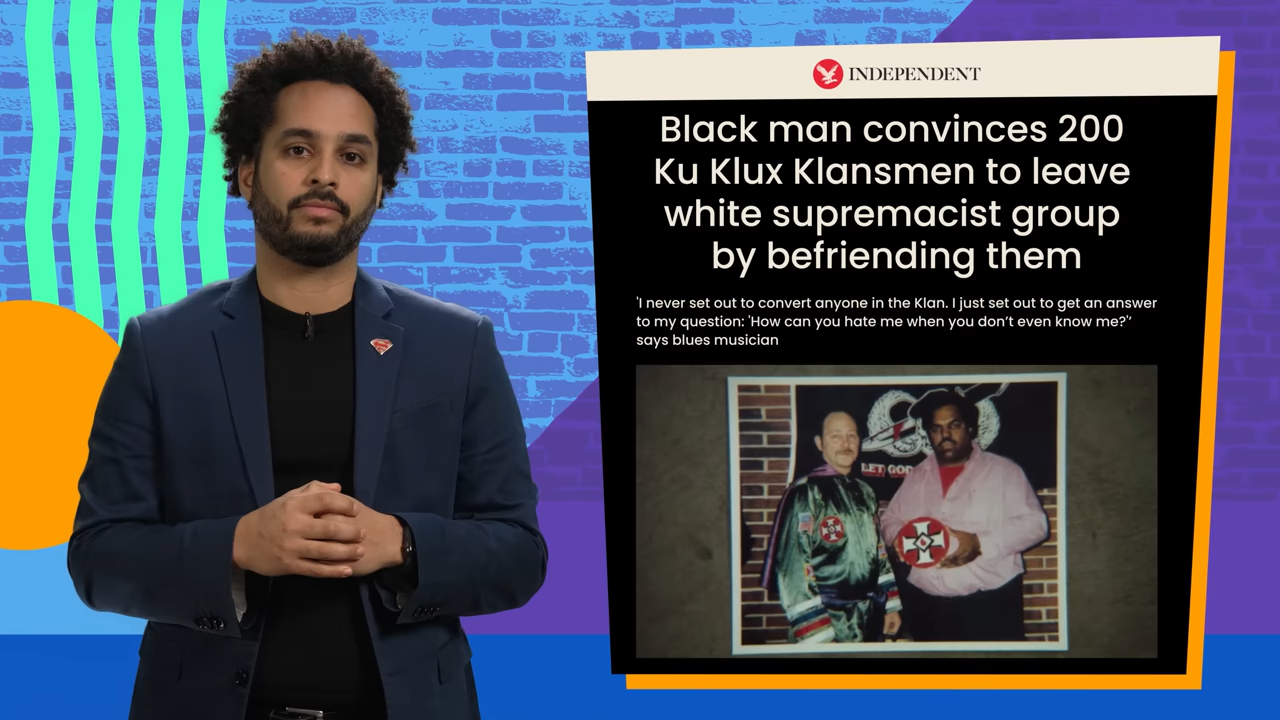 INDEPENDENT
Black man convinces 200
Ku Klux Klansmen to leave
white supremacist group
by befriending them
'I never set out to convert anyone in the Klan. I just set out to get an answer
to my question: 'How can you hate me when you don’t even know me?'’
says blues musician
LET GOD